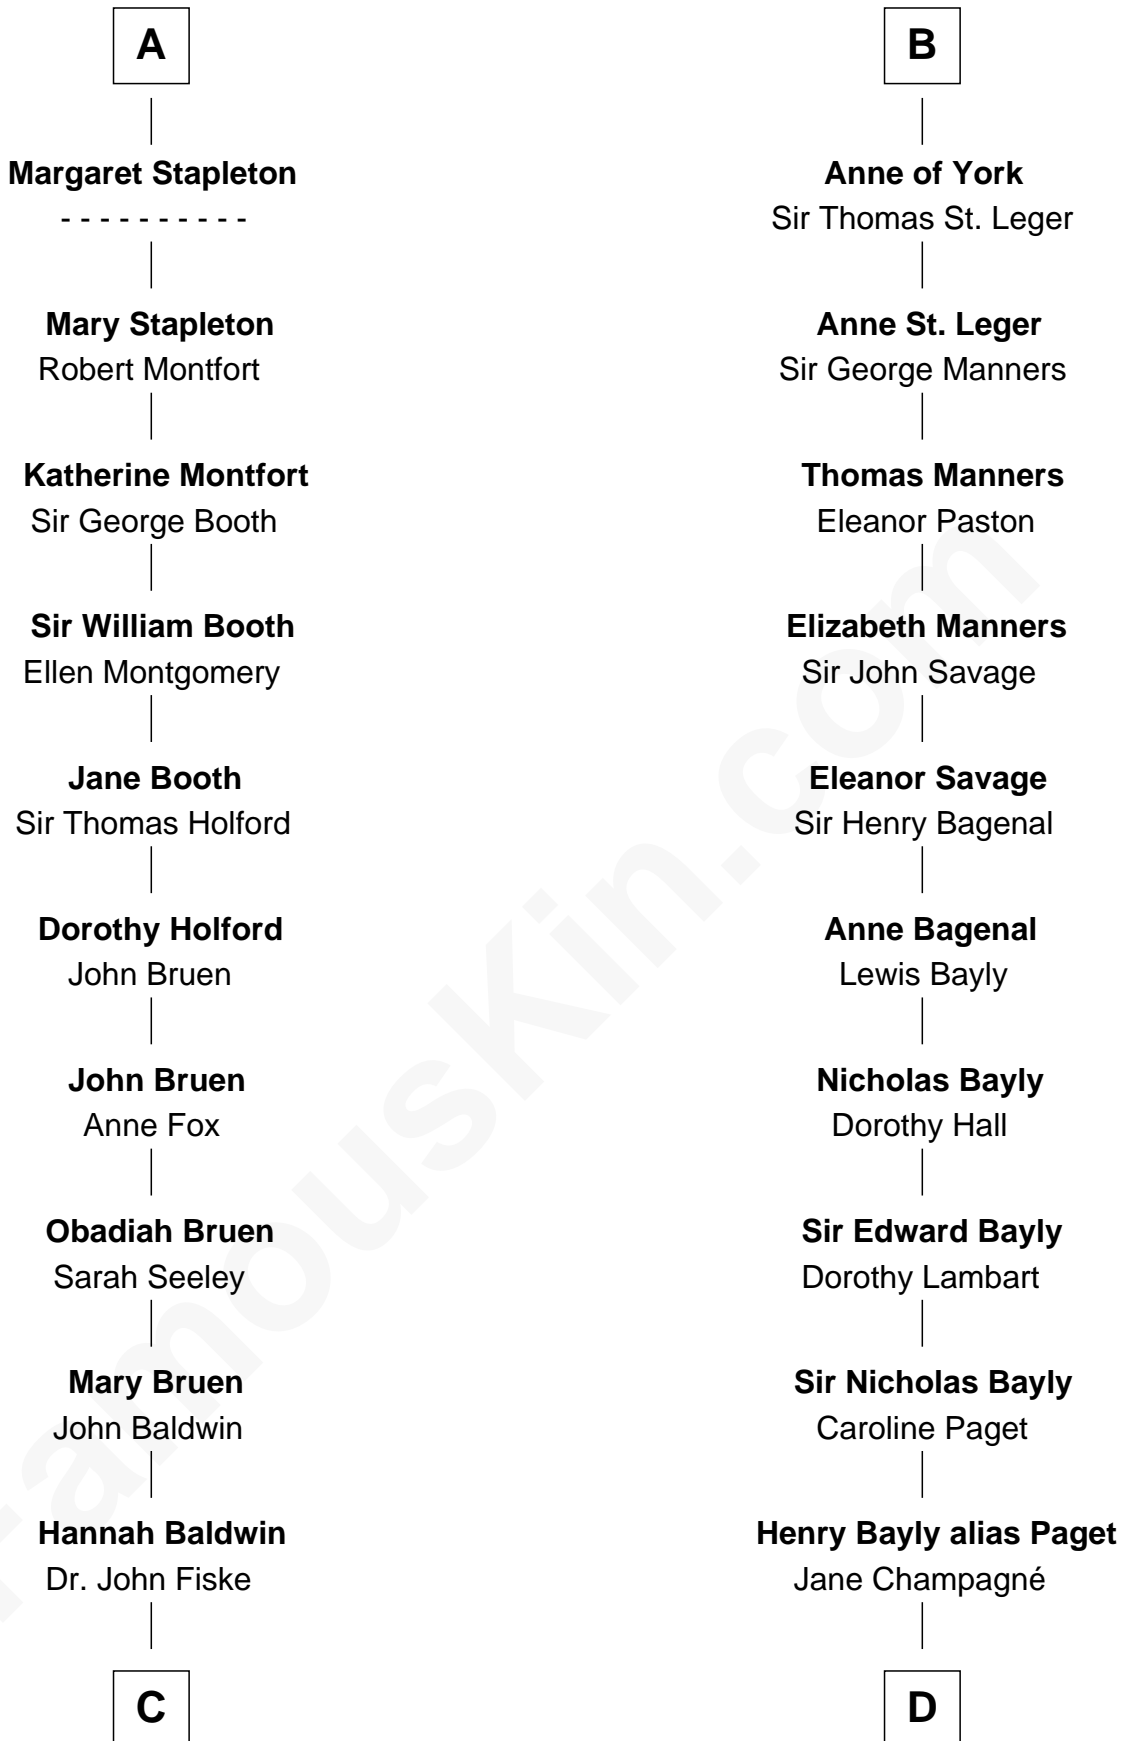 A
Margaret Stapleton
- - - - - - - - - -
Mary Stapleton
Robert Montfort
Katherine Montfort
Sir George Booth
Sir William Booth
Ellen Montgomery
Jane Booth
Sir Thomas Holford
Dorothy Holford
John Bruen
John Bruen
Anne Fox
Obadiah Bruen
Sarah Seeley
Mary Bruen
John Baldwin
Hannah Baldwin
Dr. John Fiske
C
B
Anne of York
Sir Thomas St. Leger
Anne St. Leger
Sir George Manners
Thomas Manners
Eleanor Paston
Elizabeth Manners
Sir John Savage
Eleanor Savage
Sir Henry Bagenal
Anne Bagenal
Lewis Bayly
Nicholas Bayly
Dorothy Hall
Sir Edward Bayly
Dorothy Lambart
Sir Nicholas Bayly
Caroline Paget
Henry Bayly alias Paget
Jane Champagné
D
FamousKin.com